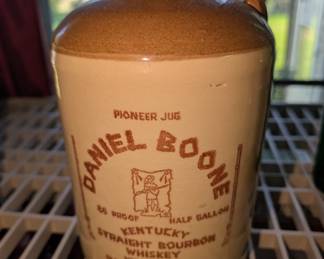 PIONEER JUG
DANIEL BOONE
86 PROOF HALF GALLON
KENTUCKY
STRAIGHT BOURBON
WHISKEY